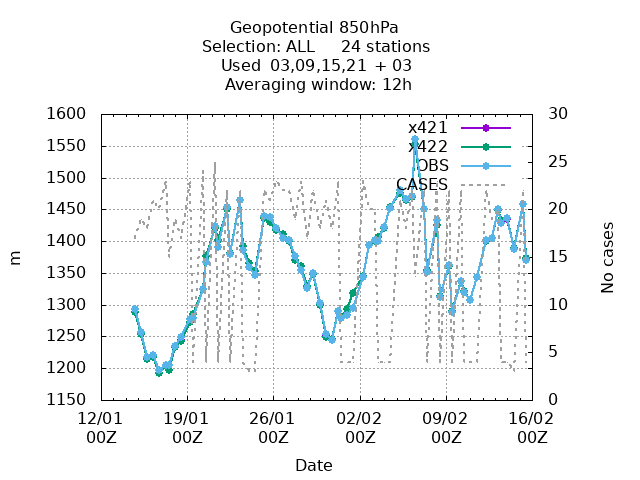 Geopotential 850hPa
Selection: ALL     24 stations
Used  03,09,15,21 + 03
Averaging window: 12h
1600
1550
1500
1450
1400
1350
1300
1250
1200
1150
30
25
20
15
10
5
0
x421
x422
OBS
CASES
m
No cases
12/01 00Z
19/01 00Z
26/01 00Z
02/02 00Z
09/02 00Z
16/02 00Z
Date